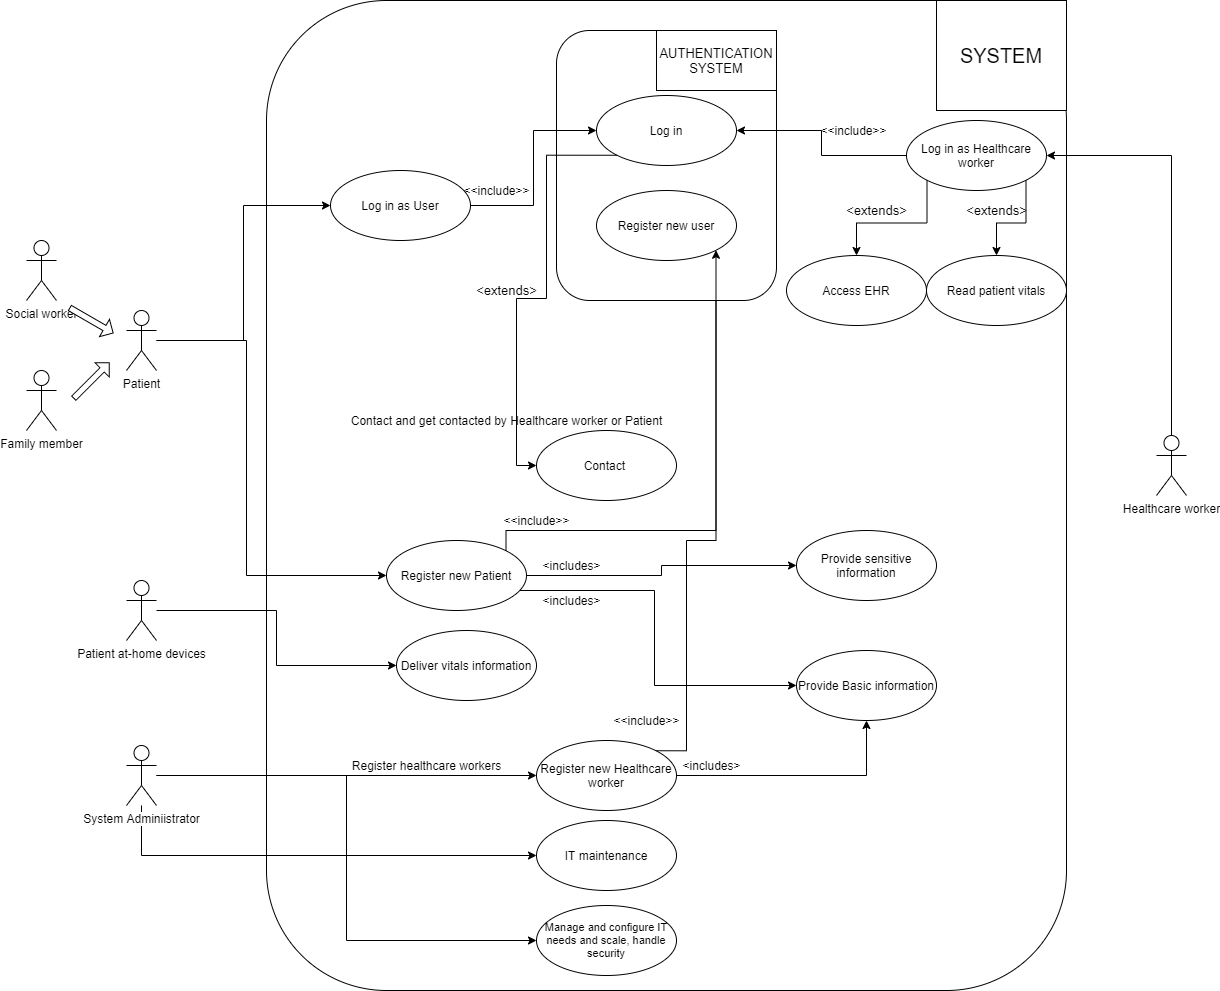 SYSTEM
AUTHENTICATION
SYSTEM
Log in
<<include>>
Log in as Healthcare
worker
<<include>>
Log in as User
Register new user
<extends>
<extends>
Access EHR
Read patient vitals
<extends>
Social worker
Patient
Family member
Contact and get contacted by Healthcare worker or Patient
Contact
Healthcare worker
<<include>>
Register new Patient
<includes>
<includes>
Provide sensitive
information
Patient at-home devices
Deliver vitals information
Provide Basic information
<<include>>
Register healthcare workers
Register new Healthcare
worker
<includes>
System Adminiistrator
IT maintenance
Manage and configure IT
needs and scale, handle
security